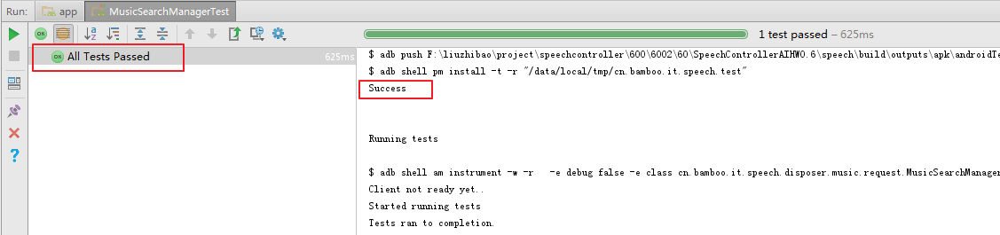 Run: app MusicSearchManagerTest
1 test passed – 625ms
All Tests Passed 625ms
$ adb push F:\liuzhibao\project\speechcontroller\600\6002\60\SpeechControllerAIHW0.6\speech\build\outputs\apk\androidTe
$ adb shell pm install -t -r "/data/local/tmp/cn.bamboo.it.speech.test"
Success
Running tests
$ adb shell am instrument -w -r -e debug false -e class cn.bamboo.it.speech.disposer.music.request.MusicSearchManager
Client not ready yet..
Started running tests
Tests ran to completion.